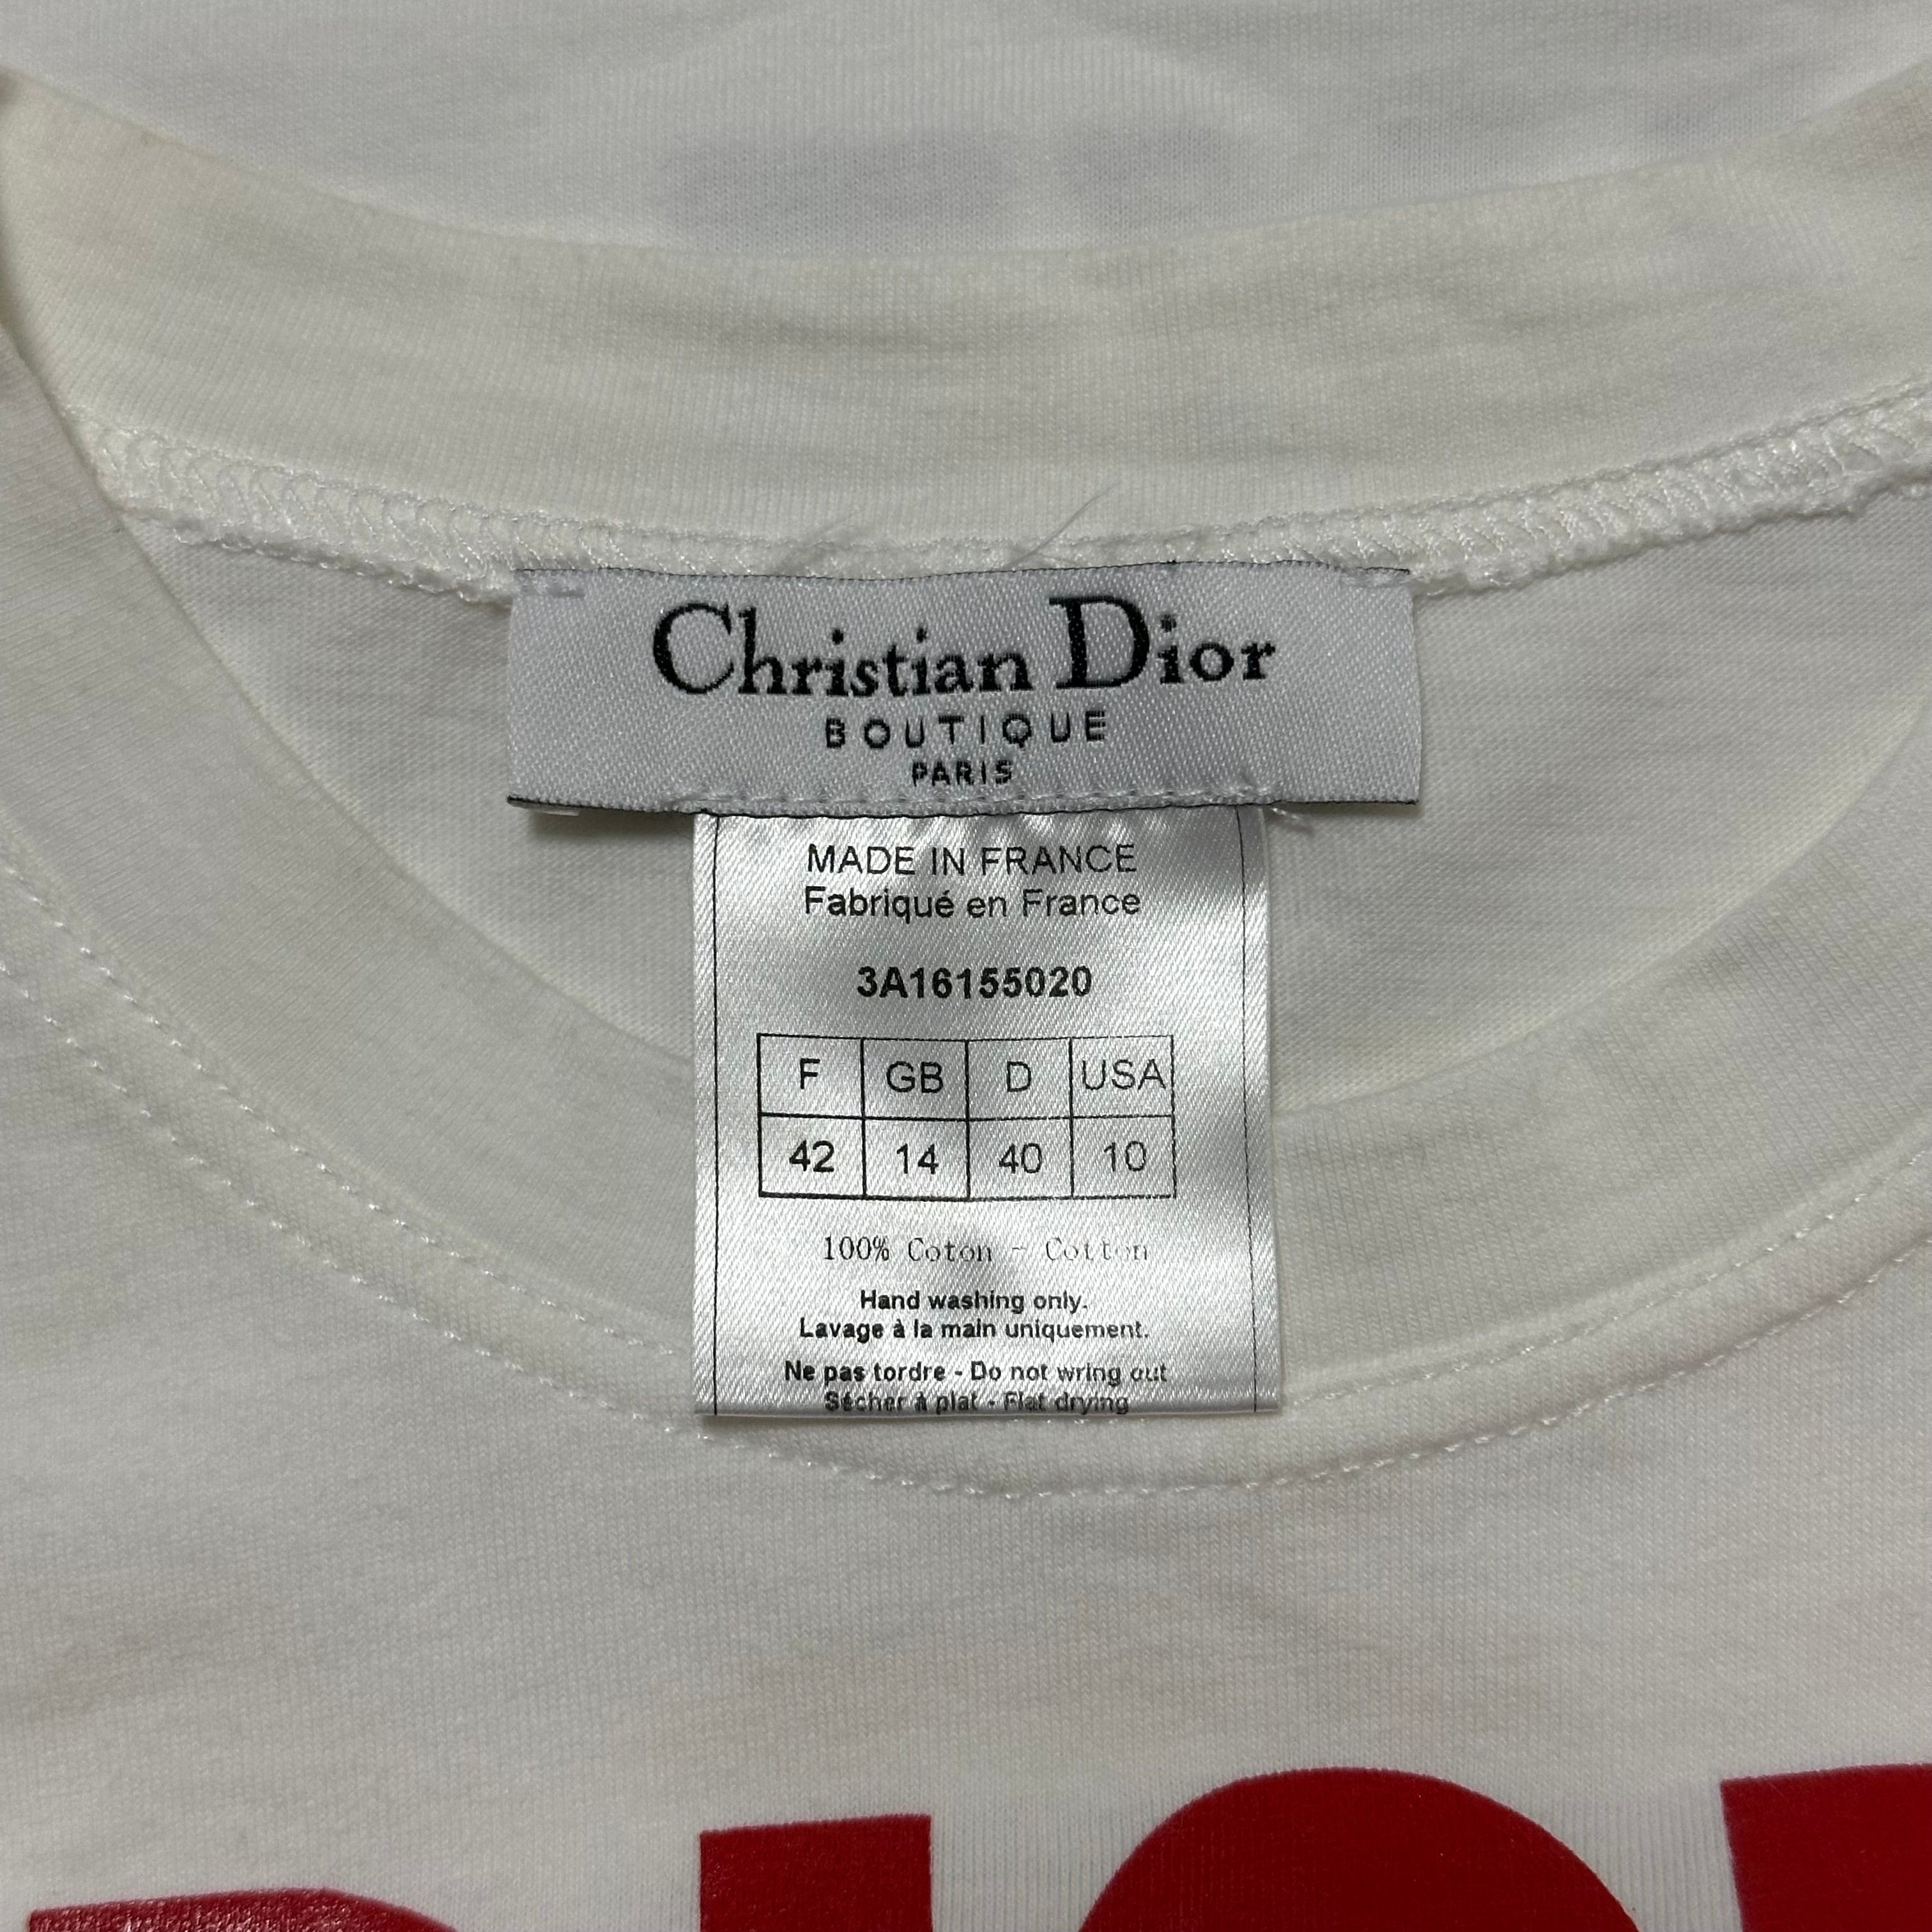 Christian Dior
BOUTIQUE
PARIS
MADE IN FRANCE
Fabriqué en France
3A16155020
F GB D USA
42 14 40 10
100% Coton - Cotton
Hand washing only.
Lavage à la main uniquement.
Ne pas tordre - Do not wring out
Sécher à plat - Flat drying